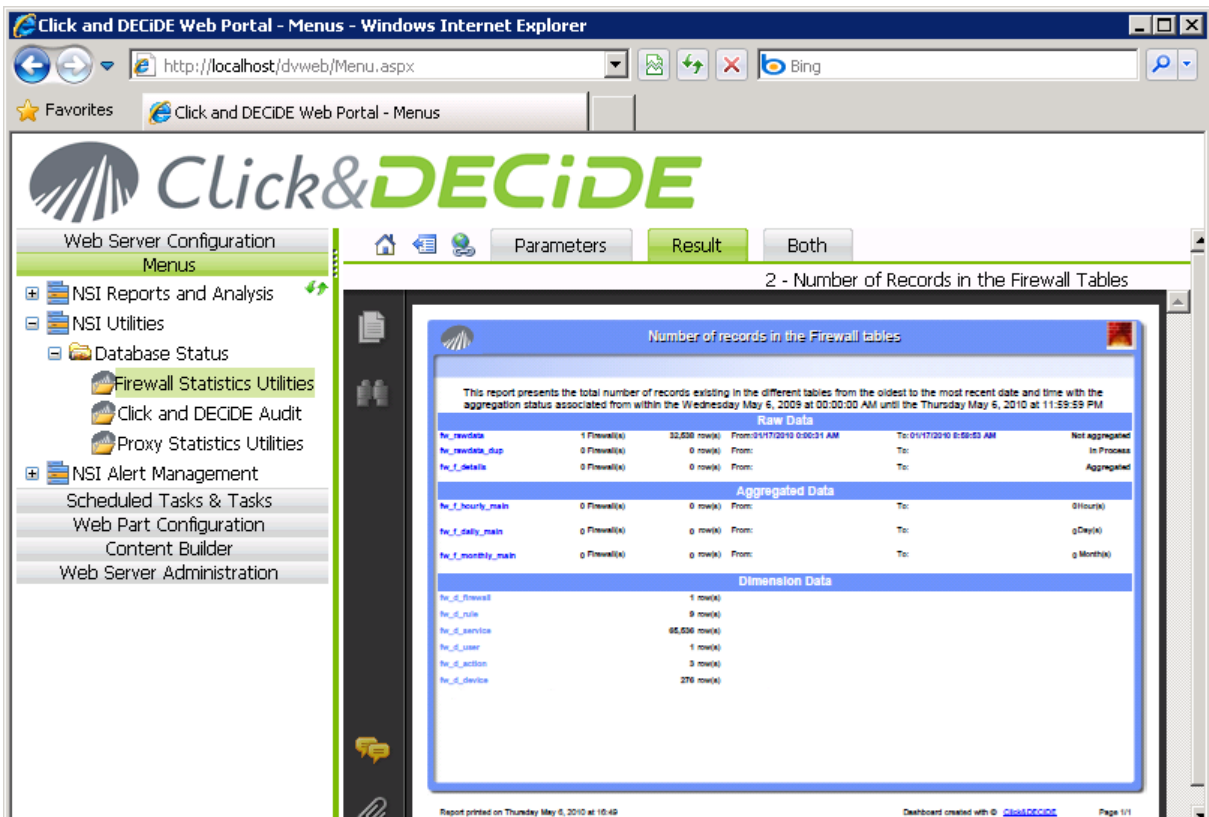 Click and DECiDE Web Portal - Menus - Windows Internet Explorer
http://localhost/dvweb/Menu.aspx
Bing
Favorites
Click and DECiDE Web Portal - Menus
Click&DECiDE
Web Server Configuration
Menus
NSI Reports and Analysis
NSI Utilities
Database Status
Firewall Statistics Utilities
Click and DECiDE Audit
Proxy Statistics Utilities
NSI Alert Management
Scheduled Tasks & Tasks
Web Part Configuration
Content Builder
Web Server Administration
Parameters Result Both
2 - Number of Records in the Firewall Tables
Number of records in the Firewall tables
This report presents the total number of records existing in the different tables from the oldest to the most recent date and time with the
aggregation status associated from within the Wednesday May 6, 2009 at 00:00:00 AM until the Thursday May 6, 2010 at 11:59:59 PM
Raw Data
fw_rawdata 1 Firewall(s) row(s) From:01/17/2010 0:00:31 AM To:01/17/2010 8:58:53 AM Not aggregated
fw_rawdata_dup 0 Firewall(s) 0 row(s) From: To: In Process
fw_f_details 0 Firewall(s) 0 row(s) From: To: Aggregated
Aggregated Data
fw_f_hourly_main 0 Firewall(s) 0 row(s) From: To: 0Hour(s)
fw_f_daily_main 0 Firewall(s) 0 row(s) From: To: 0Day(s)
fw_f_monthly_main 0 Firewall(s) 0 row(s) From: To: 0 Month(s)
Dimension Data
fw_d_firewall 1 row(s)
fw_d_rule 9 row(s)
fw_d_service 65,536 row(s)
fw_d_user 1 row(s)
fw_d_action 3 row(s)
fw_d_device 276 row(s)
Report printed on Thursday May 6, 2010 at 16:49 Dashboard created with © Click&DECiDE Page 1/1